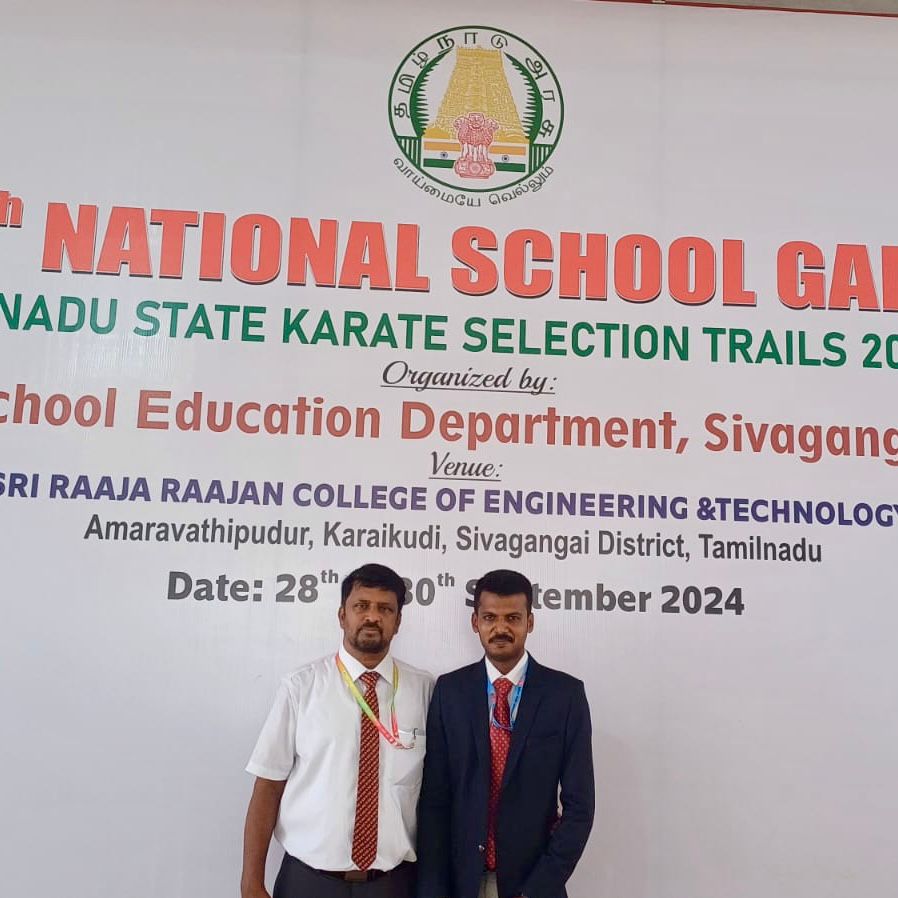 தமிழ்நாடு அரசு
வாய்மையே வெல்லும்
th NATIONAL SCHOOL GA
NADU STATE KARATE SELECTION TRAILS 20
Organized by:
chool Education Department, Sivagang
Venue:
SRI RAAJA RAAJAN COLLEGE OF ENGINEERING &TECHNOLOGY
Amaravathipudur, Karaikudi, Sivagangai District, Tamilnadu
Date: 28th 30th S tember 2024